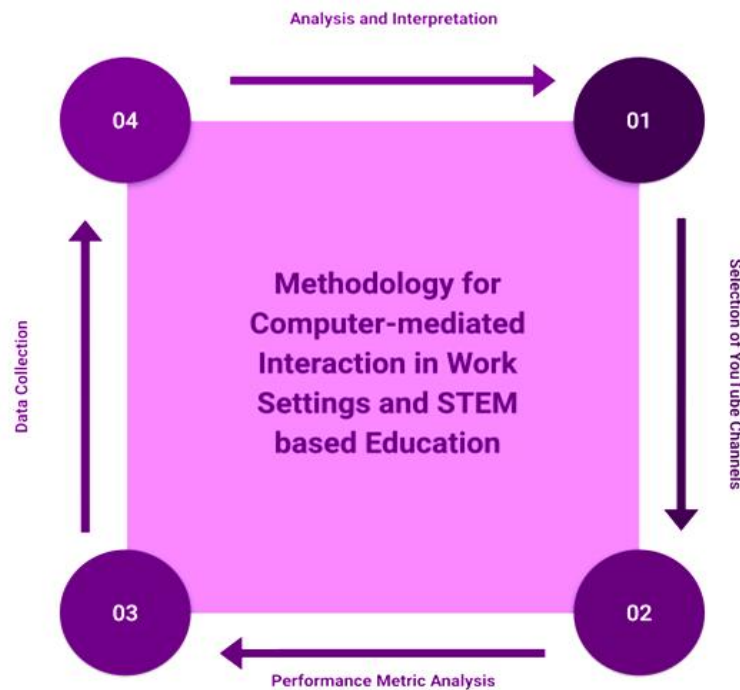 Analysis and Interpretation
04
01
Methodology for
Computer-mediated
Interaction in Work
Settings and STEM
based Education
Data Collection
Selection of YouTube Channels
03
02
Performance Metric Analysis